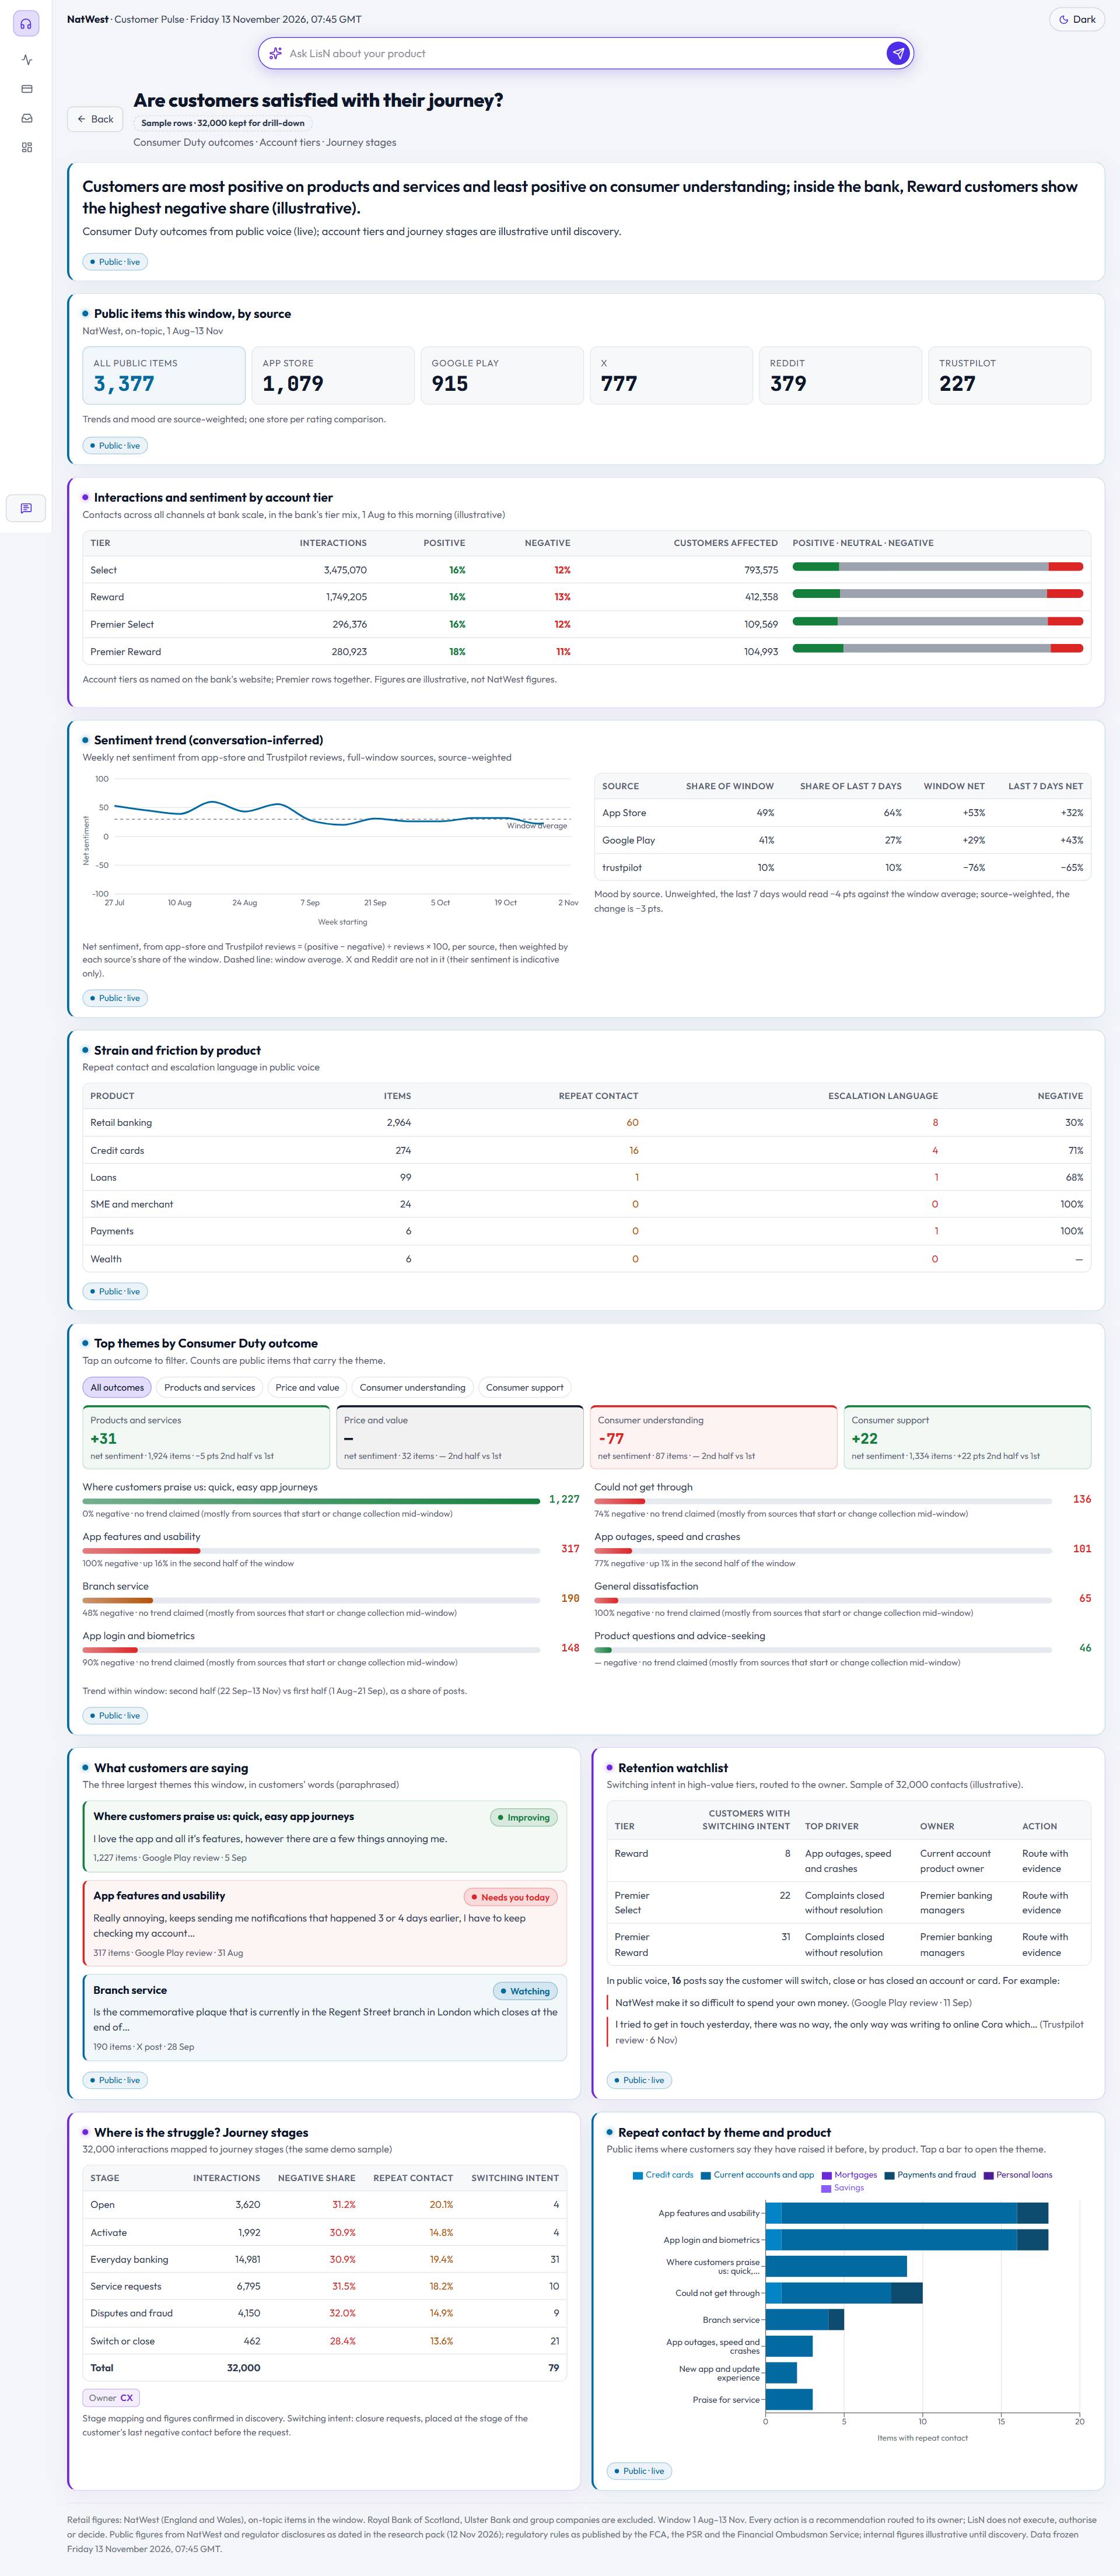 NatWest · Customer Pulse · Friday 13 November 2026, 07:45 GMT
Dark
Ask LisN about your product
Back
Are customers satisfied with their journey?
Sample rows · 32,000 kept for drill-down
Consumer Duty outcomes · Account tiers · Journey stages
Customers are most positive on products and services and least positive on consumer understanding; inside the bank, Reward customers show
the highest negative share (illustrative).
Consumer Duty outcomes from public voice (live); account tiers and journey stages are illustrative until discovery.
Public · live
Public items this window, by source
NatWest, on-topic, 1 Aug–13 Nov
ALL PUBLIC ITEMS
3,377
APP STORE
1,079
GOOGLE PLAY
915
X
777
REDDIT
379
TRUSTPILOT
227
Trends and mood are source-weighted; one store per rating comparison.
Public · live
Interactions and sentiment by account tier
Contacts across all channels at bank scale, in the bank's tier mix, 1 Aug to this morning (illustrative)
TIER INTERACTIONS POSITIVE NEGATIVE CUSTOMERS AFFECTED POSITIVE · NEUTRAL · NEGATIVE
Select 3,475,070 16% 12% 793,575
Reward 1,749,205 16% 13% 412,358
Premier Select 296,376 16% 12% 109,569
Premier Reward 280,923 18% 11% 104,993
Account tiers as named on the bank's website; Premier rows together. Figures are illustrative, not NatWest figures.
Sentiment trend (conversation-inferred)
Weekly net sentiment from app-store and Trustpilot reviews, full-window sources, source-weighted
100
50
0
-50
-100
Net sentiment
Window average
27 Jul 10 Aug 24 Aug 7 Sep 21 Sep 5 Oct 19 Oct 2 Nov
Week starting
Net sentiment, from app-store and Trustpilot reviews = (positive − negative) ÷ reviews × 100, per source, then weighted by
each source's share of the window. Dashed line: window average. X and Reddit are not in it (their sentiment is indicative
only).
Public · live
SOURCE SHARE OF WINDOW SHARE OF LAST 7 DAYS WINDOW NET LAST 7 DAYS NET
App Store 49% 64% +53% +32%
Google Play 41% 27% +29% +43%
trustpilot 10% 10% −76% −65%
Mood by source. Unweighted, the last 7 days would read −4 pts against the window average; source-weighted, the
change is −3 pts.
Strain and friction by product
Repeat contact and escalation language in public voice
PRODUCT ITEMS REPEAT CONTACT ESCALATION LANGUAGE NEGATIVE
Retail banking 2,964 60 8 30%
Credit cards 274 16 4 71%
Loans 99 1 1 68%
SME and merchant 24 0 0 100%
Payments 6 0 1 100%
Wealth 6 0 0 —
Public · live
Top themes by Consumer Duty outcome
Tap an outcome to filter. Counts are public items that carry the theme.
All outcomes Products and services Price and value Consumer understanding Consumer support
Products and services
+31
net sentiment · 1,924 items · −5 pts 2nd half vs 1st
Price and value
—
net sentiment · 32 items · — 2nd half vs 1st
Consumer understanding
-77
net sentiment · 87 items · — 2nd half vs 1st
Consumer support
+22
net sentiment · 1,334 items · +22 pts 2nd half vs 1st
Where customers praise us: quick, easy app journeys
1,227
0% negative · no trend claimed (mostly from sources that start or change collection mid-window)
Could not get through
136
74% negative · no trend claimed (mostly from sources that start or change collection mid-window)
App features and usability
317
100% negative · up 16% in the second half of the window
App outages, speed and crashes
101
77% negative · up 1% in the second half of the window
Branch service
190
48% negative · no trend claimed (mostly from sources that start or change collection mid-window)
General dissatisfaction
65
100% negative · no trend claimed (mostly from sources that start or change collection mid-window)
App login and biometrics
148
90% negative · no trend claimed (mostly from sources that start or change collection mid-window)
Product questions and advice-seeking
46
— negative · no trend claimed (mostly from sources that start or change collection mid-window)
Trend within window: second half (22 Sep–13 Nov) vs first half (1 Aug–21 Sep), as a share of posts.
Public · live
What customers are saying
The three largest themes this window, in customers' words (paraphrased)
Where customers praise us: quick, easy app journeys
Improving
I love the app and all it's features, however there are a few things annoying me.
1,227 items · Google Play review · 5 Sep
App features and usability
Needs you today
Really annoying, keeps sending me notifications that happened 3 or 4 days earlier, I have to keep
checking my account…
317 items · Google Play review · 31 Aug
Branch service
Watching
Is the commemorative plaque that is currently in the Regent Street branch in London which closes at the
end of…
190 items · X post · 28 Sep
Public · live
Retention watchlist
Switching intent in high-value tiers, routed to the owner. Sample of 32,000 contacts (illustrative).
TIER CUSTOMERS WITH SWITCHING INTENT TOP DRIVER OWNER ACTION
Reward 8 App outages, speed and crashes Current account product owner Route with evidence
Premier Select 22 Complaints closed without resolution Premier banking managers Route with evidence
Premier Reward 31 Complaints closed without resolution Premier banking managers Route with evidence
In public voice, 16 posts say the customer will switch, close or has closed an account or card. For example:
NatWest make it so difficult to spend your own money. (Google Play review · 11 Sep)
I tried to get in touch yesterday, there was no way, the only way was writing to online Cora which… (Trustpilot
review · 6 Nov)
Public · live
Where is the struggle? Journey stages
32,000 interactions mapped to journey stages (the same demo sample)
STAGE INTERACTIONS NEGATIVE SHARE REPEAT CONTACT SWITCHING INTENT
Open 3,620 31.2% 20.1% 4
Activate 1,992 30.9% 14.8% 4
Everyday banking 14,981 30.9% 19.4% 31
Service requests 6,795 31.5% 18.2% 10
Disputes and fraud 4,150 32.0% 14.9% 9
Switch or close 462 28.4% 13.6% 21
Total 32,000 79
Owner CX
Stage mapping and figures confirmed in discovery. Switching intent: closure requests, placed at the stage of the
customer's last negative contact before the request.
Repeat contact by theme and product
Public items where customers say they have raised it before, by product. Tap a bar to open the theme.
Credit cards Current accounts and app Mortgages Payments and fraud Personal loans
Savings
App features and usability
App login and biometrics
Where customers praise
us: quick,…
Could not get through
Branch service
App outages, speed and
crashes
New app and update
experience
Praise for service
0 5 10 15 20
Items with repeat contact
Public · live
Retail figures: NatWest (England and Wales), on-topic items in the window. Royal Bank of Scotland, Ulster Bank and group companies are excluded. Window 1 Aug–13 Nov. Every action is a recommendation routed to its owner; LisN does not execute, authorise
or decide. Public figures from NatWest and regulator disclosures as dated in the research pack (12 Nov 2026); regulatory rules as published by the FCA, the PSR and the Financial Ombudsman Service; internal figures illustrative until discovery. Data frozen
Friday 13 November 2026, 07:45 GMT.